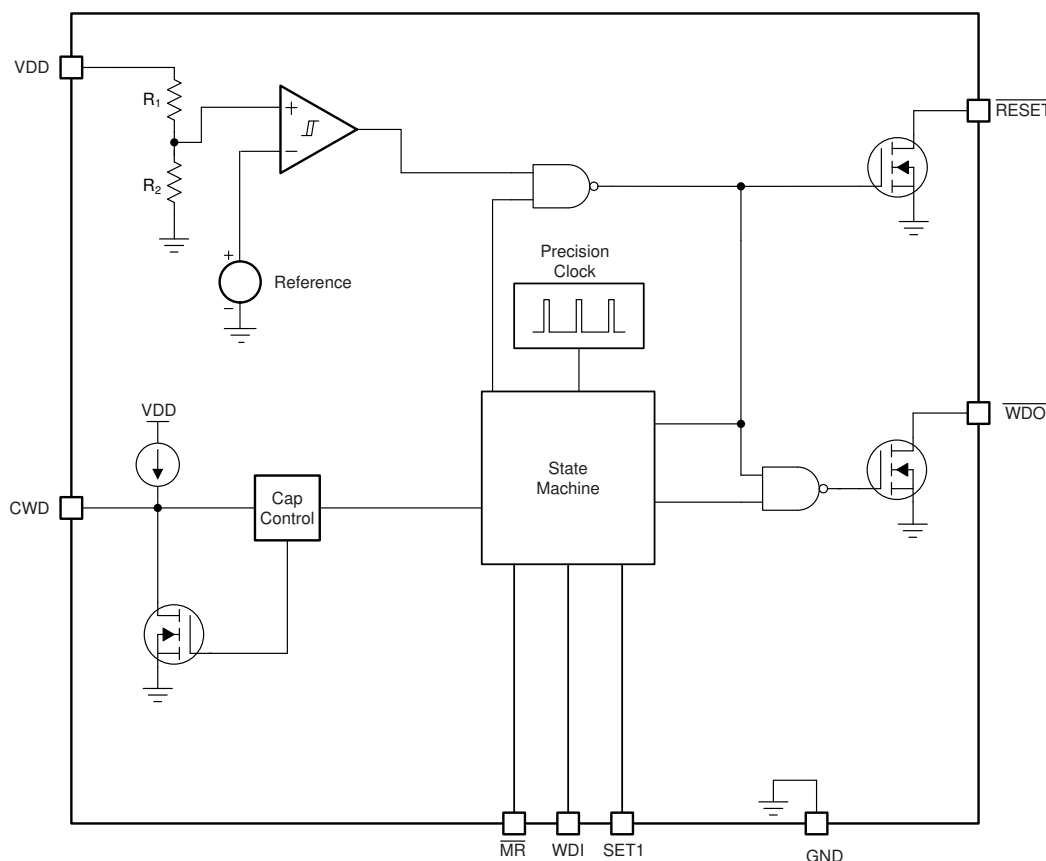 VDD
R1
R2
+
−
+
−
Reference
RESET
Precision
Clock
VDD
WDO
CWD
Cap
Control
State
Machine
MR
WDI
SET1
GND